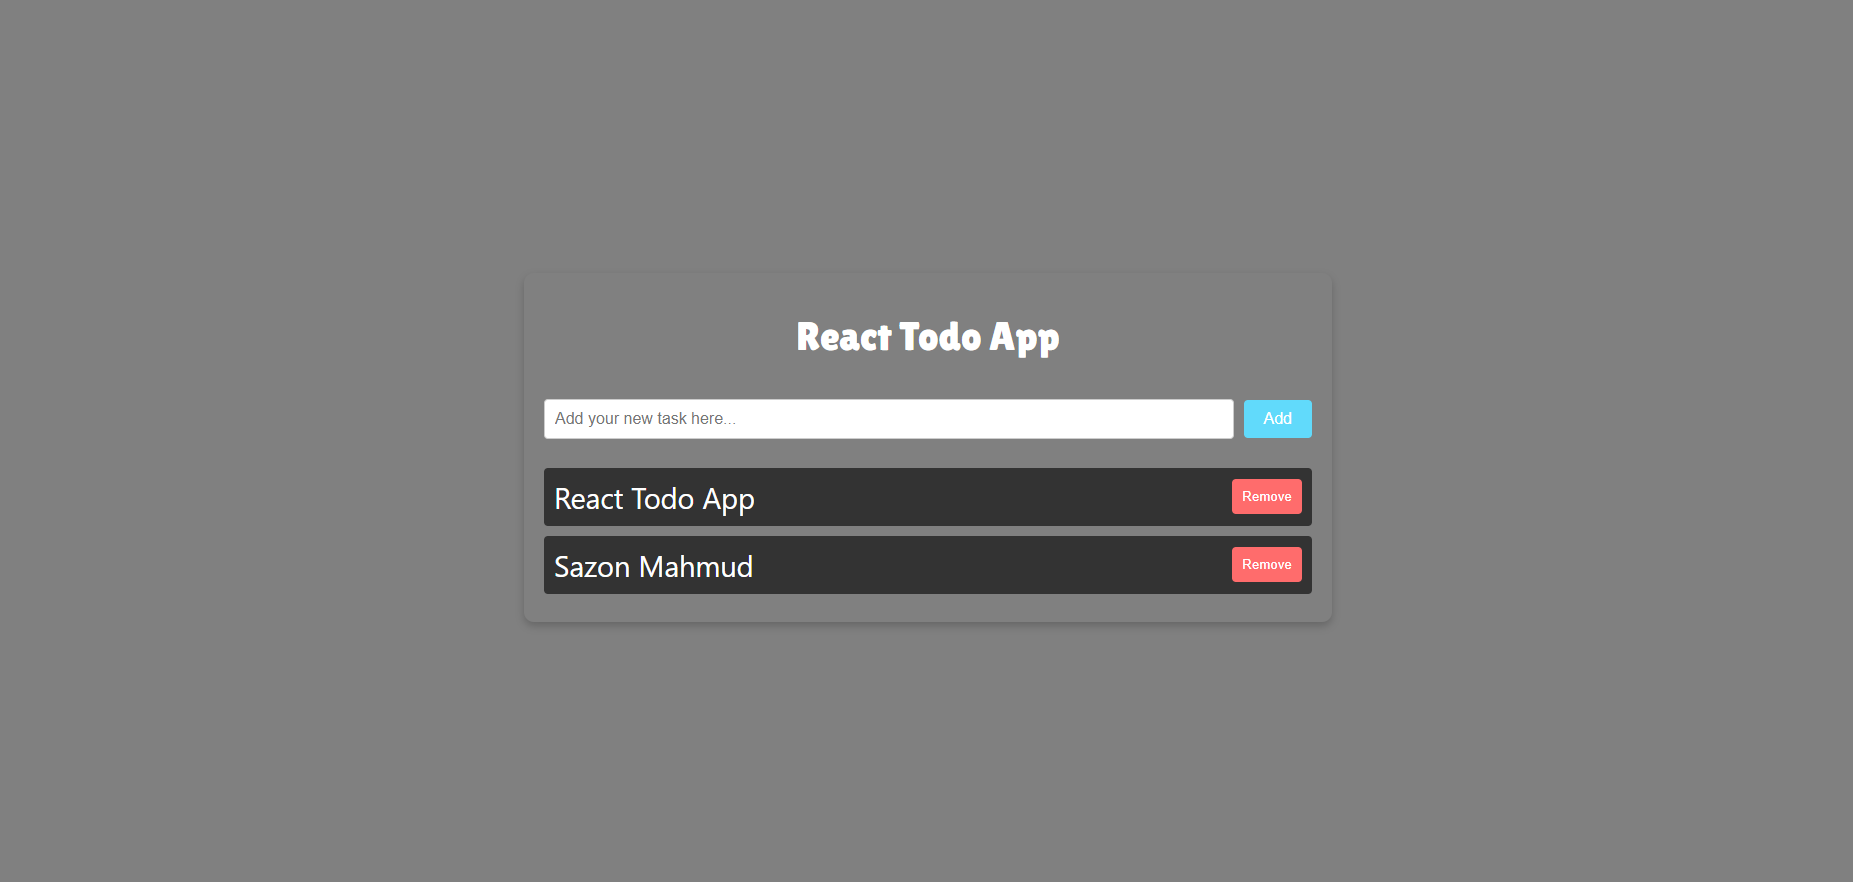 React Todo App
Add your new task here...
Add
React Todo App
Remove
Sazon Mahmud
Remove